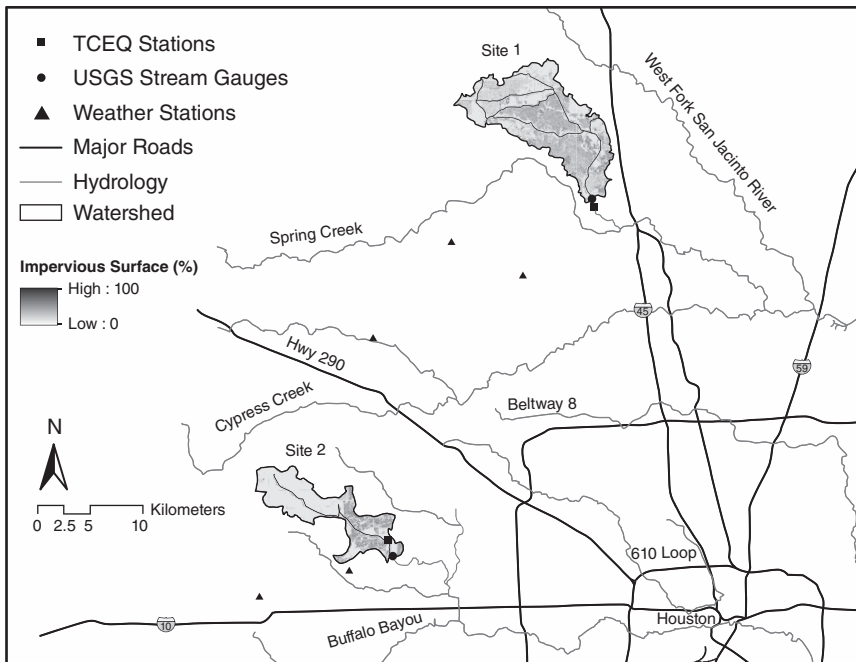 TCEQ Stations
USGS Stream Gauges
Weather Stations
Major Roads
Hydrology
Watershed
Impervious Surface (%)
High : 100
Low : 0
Site 1
West Fork San Jacinto River
Spring Creek
45
59
Hwy 290
Cypress Creek
Beltway 8
N
Kilometers
0 2.5 5 10
Site 2
610 Loop
Houston
10
Buffalo Bayou